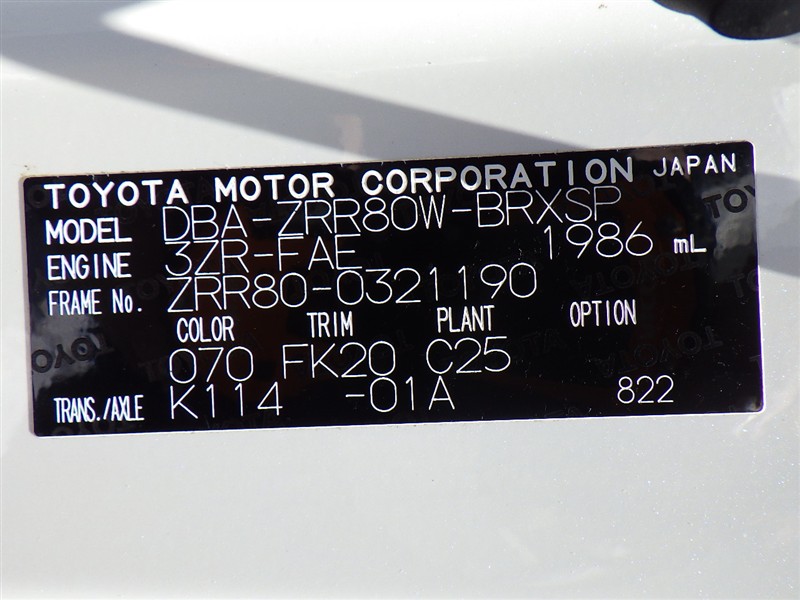 TOYOTA MOTOR CORPORATION JAPAN
MODEL DBA-ZRR80W-BRXSP
ENGINE 3ZR-FAE 1986 mL
FRAME No. ZRR80-0321190
COLOR TRIM PLANT OPTION
070 FK20 C25
TRANS./AXLE K114 -01A 822